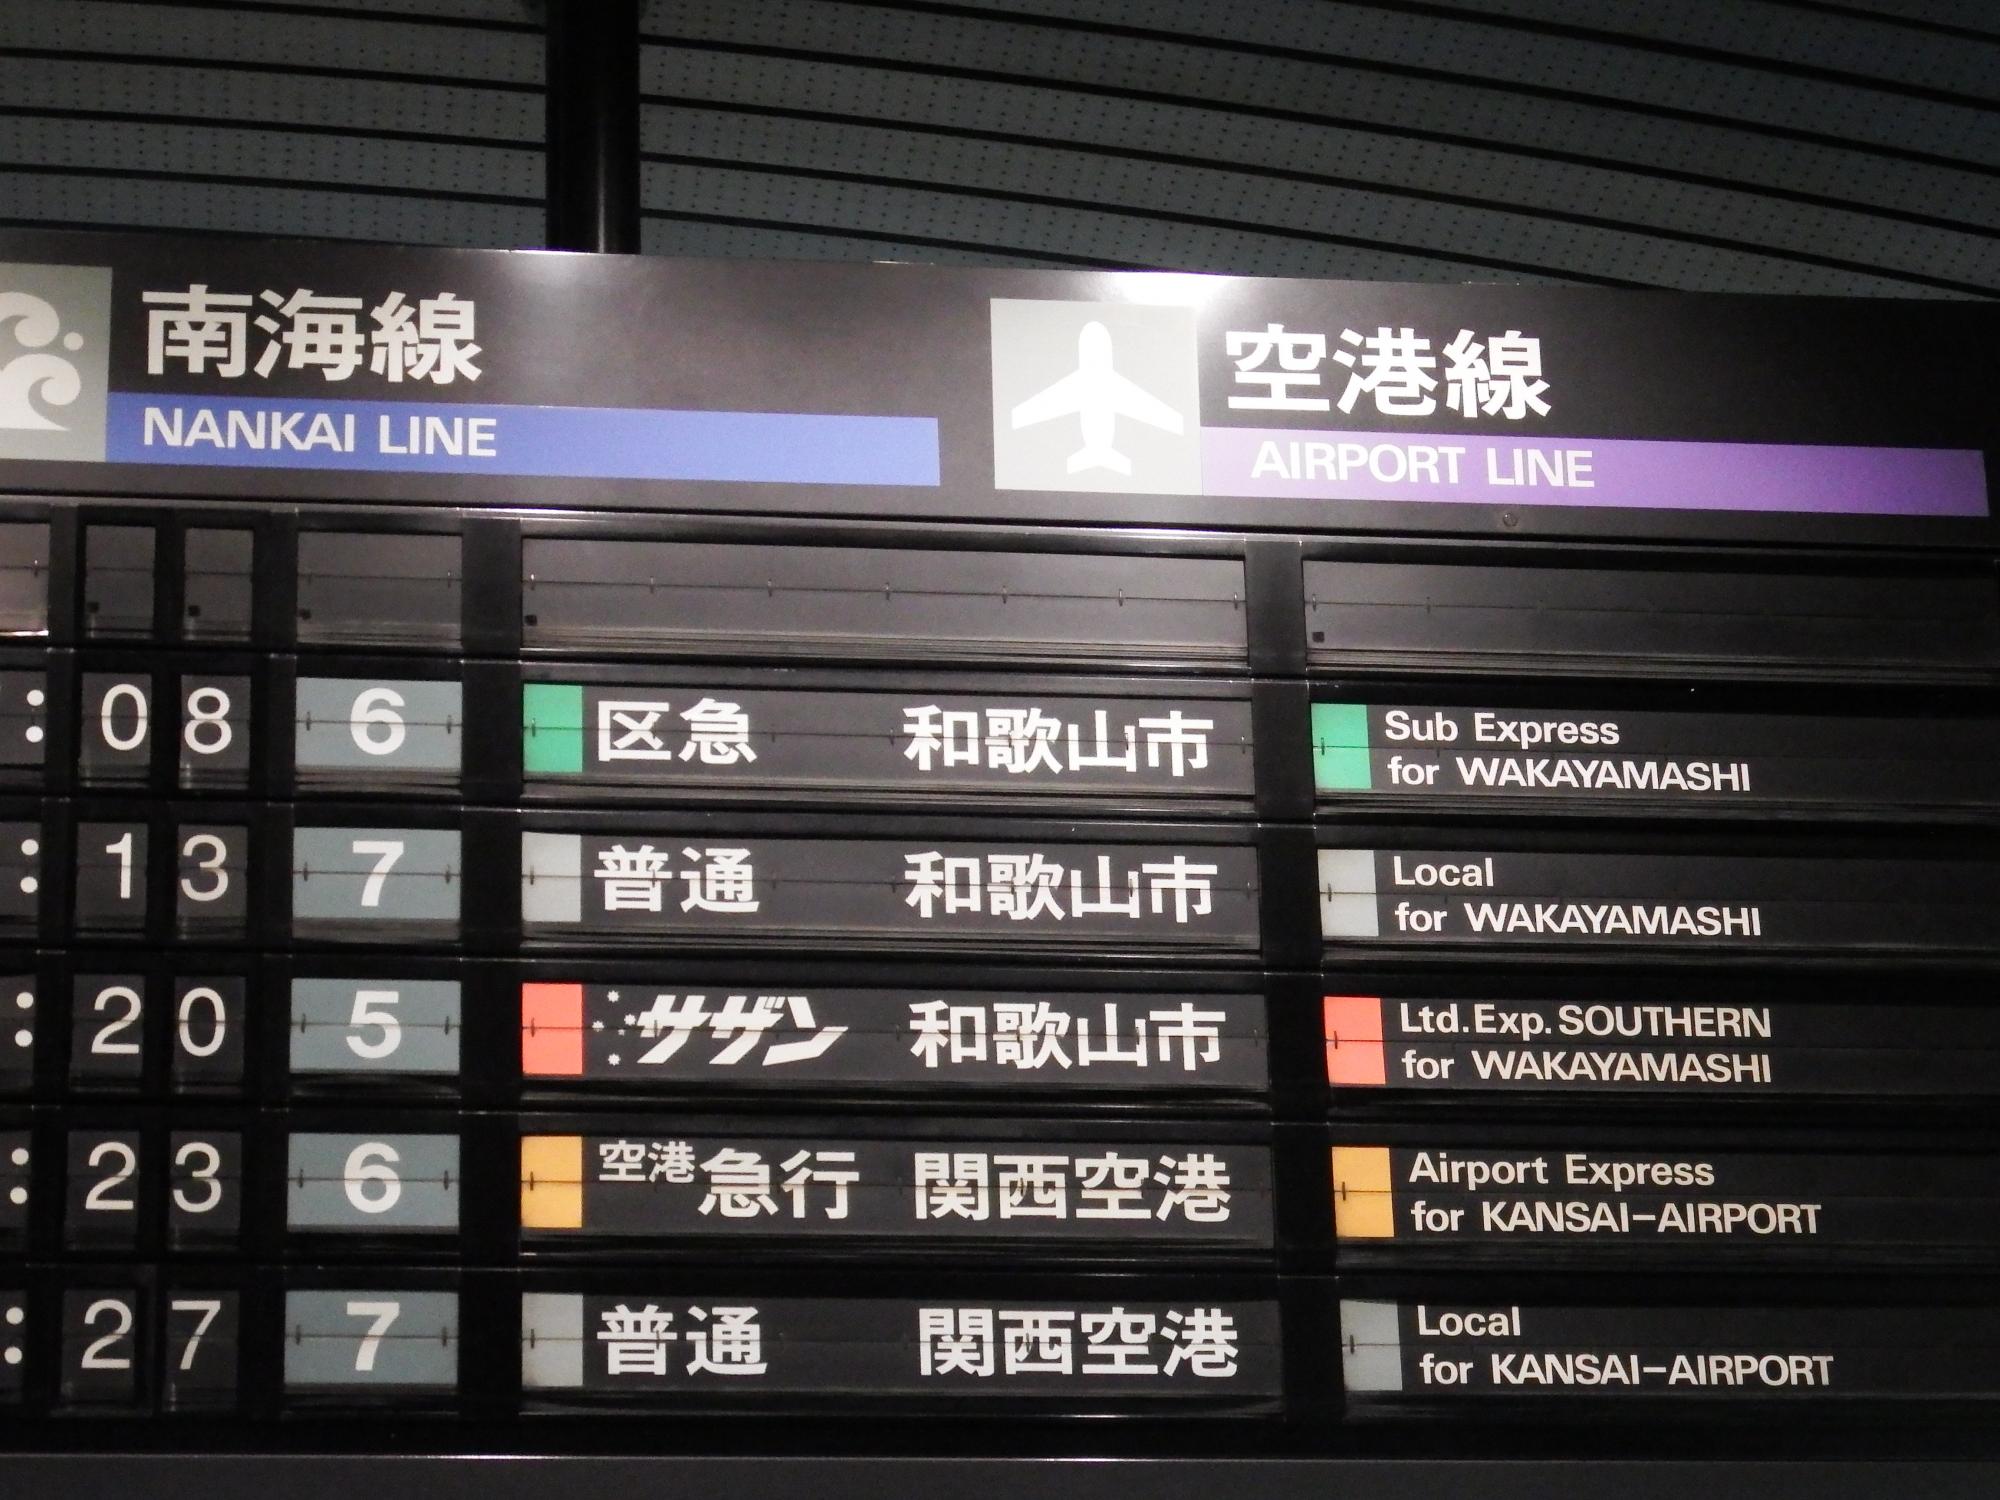 南海線
NANKAI LINE
空港線
AIRPORT LINE
:08 6 区急 和歌山市 Sub Express
for WAKAYAMASHI
:13 7 普通 和歌山市 Local
for WAKAYAMASHI
:20 5 サザン 和歌山市 Ltd.Exp.SOUTHERN
for WAKAYAMASHI
:23 6 空港急行 関西空港 Airport Express
for KANSAI-AIRPORT
:27 7 普通 関西空港 Local
for KANSAI-AIRPORT